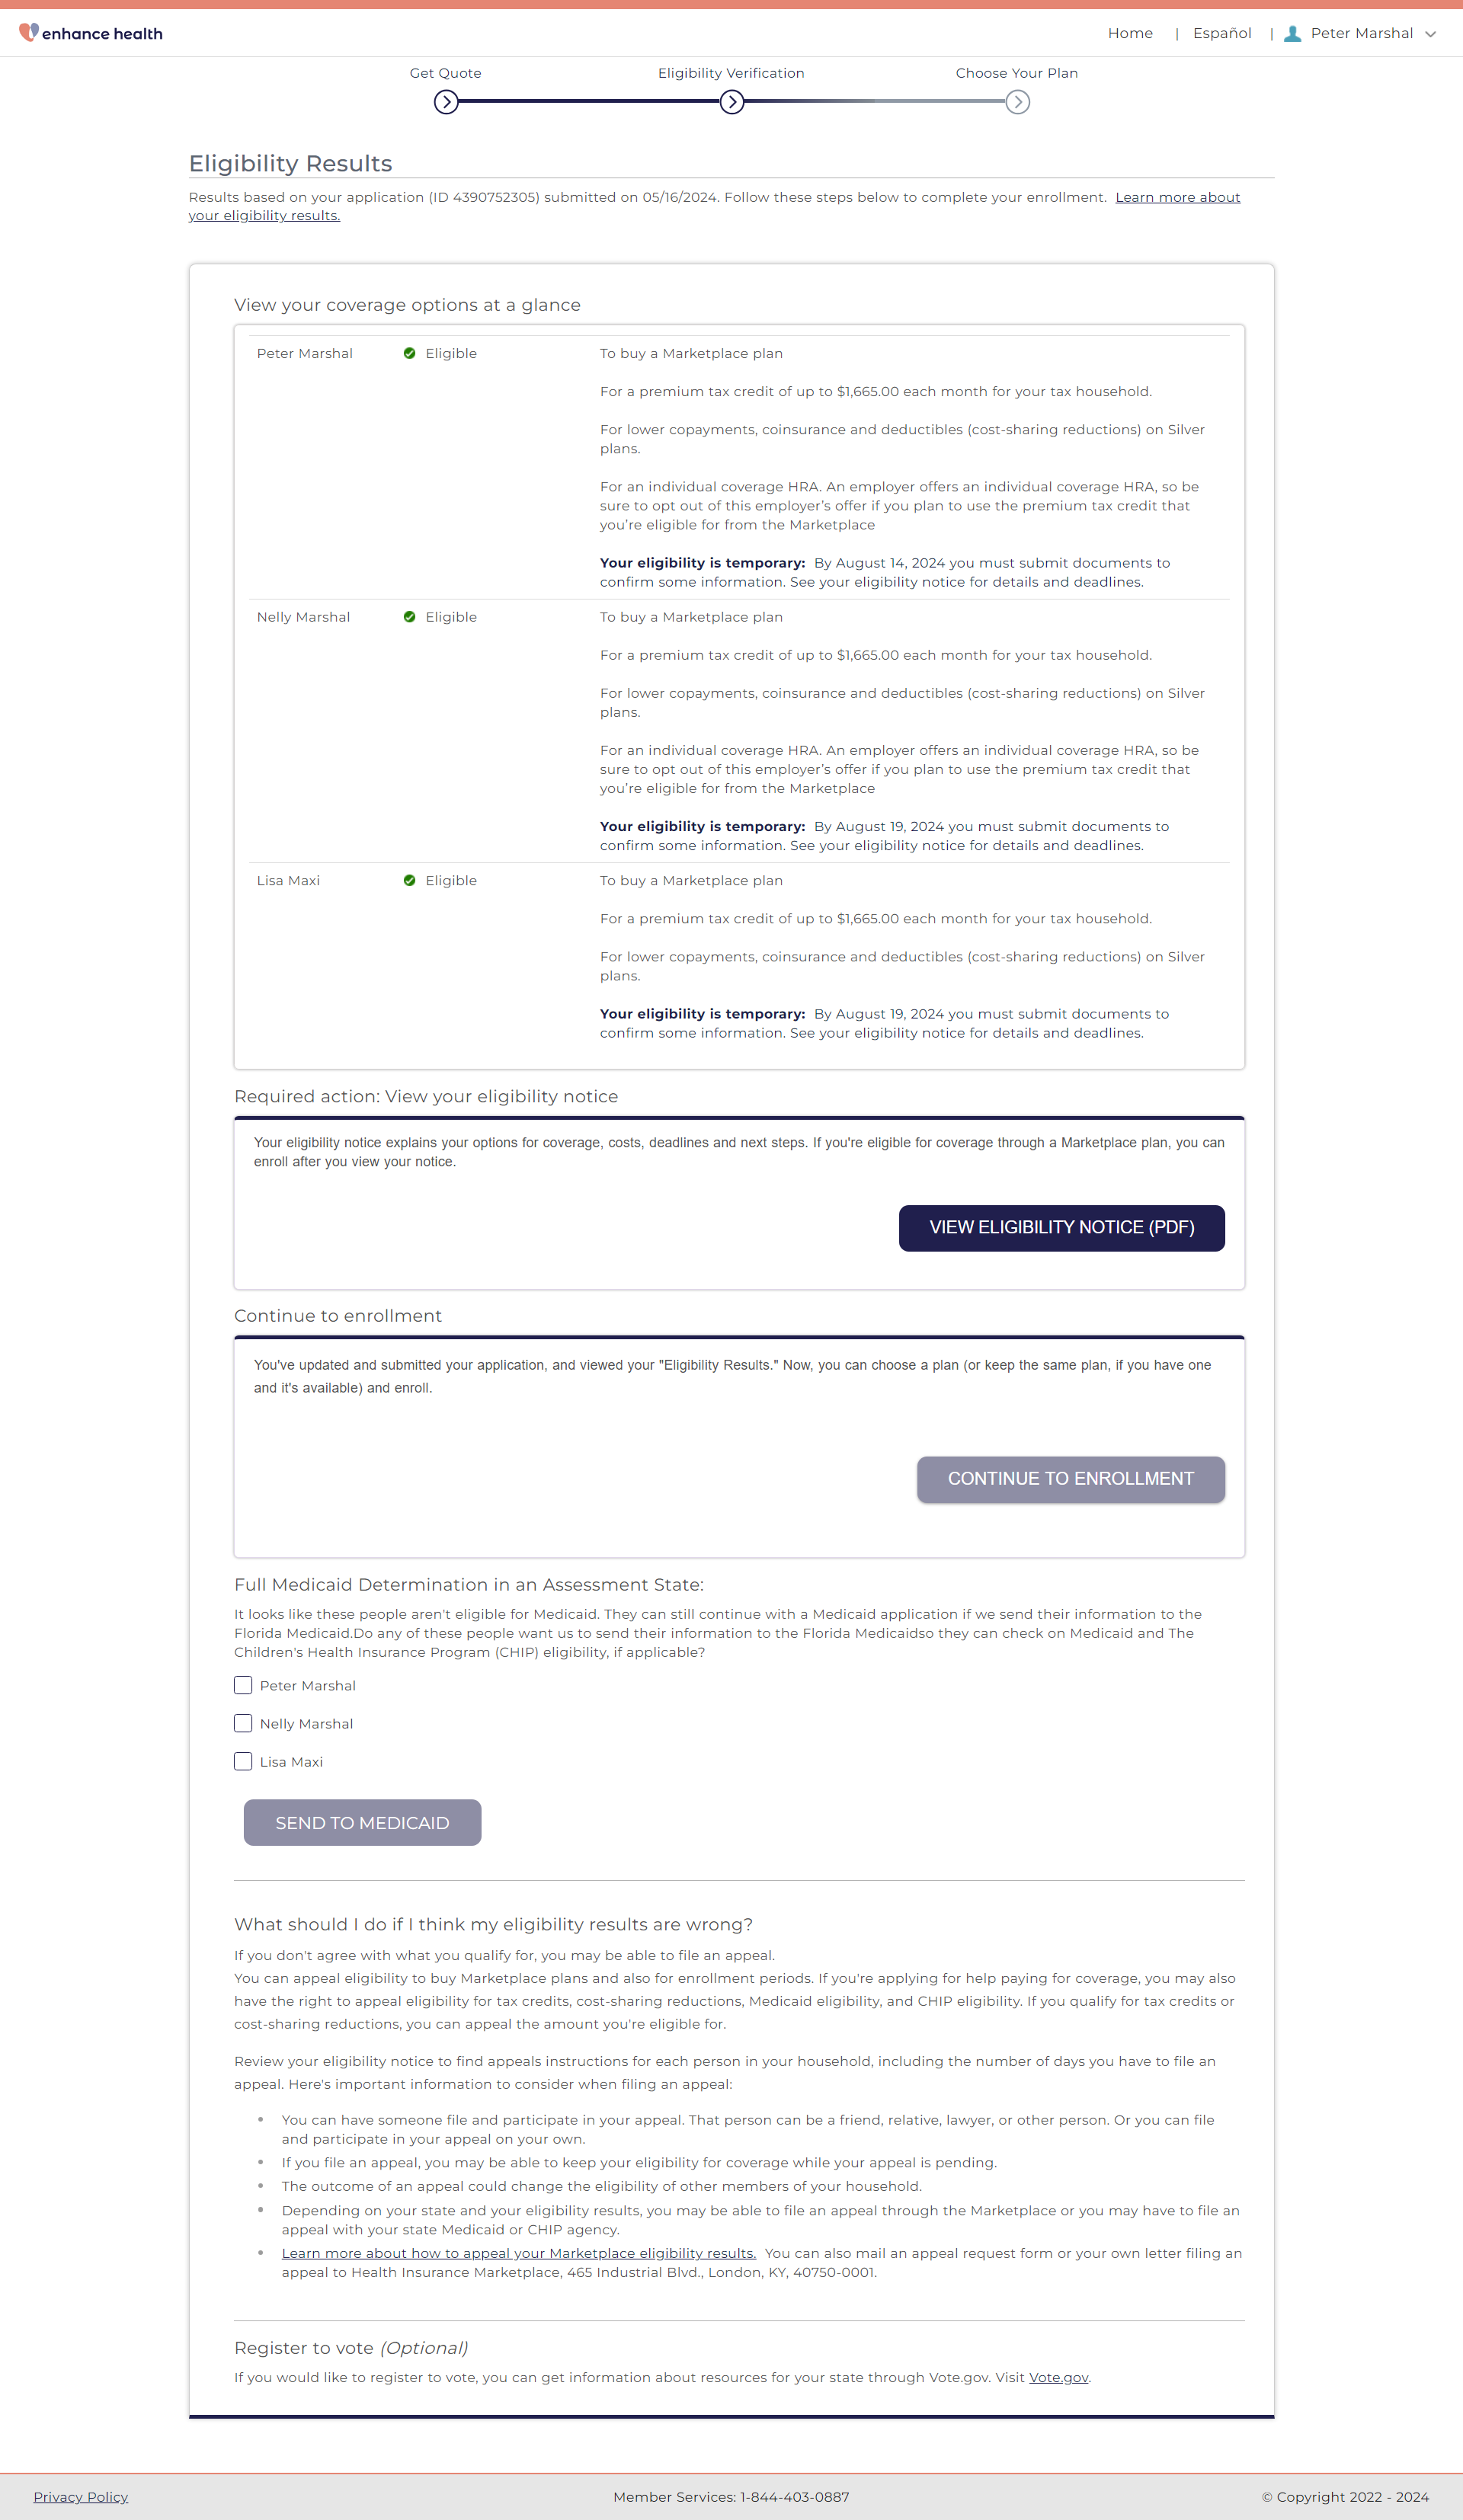 enhance health
Home | Español | Peter Marshal
Get Quote
Eligibility Verification
Choose Your Plan
Eligibility Results
Results based on your application (ID 4390752305) submitted on 05/16/2024. Follow these steps below to complete your enrollment. Learn more about
your eligibility results.
View your coverage options at a glance
Peter Marshal Eligible To buy a Marketplace plan
For a premium tax credit of up to $1,665.00 each month for your tax household.
For lower copayments, coinsurance and deductibles (cost-sharing reductions) on Silver
plans.
For an individual coverage HRA. An employer offers an individual coverage HRA, so be
sure to opt out of this employer’s offer if you plan to use the premium tax credit that
you’re eligible for from the Marketplace
Your eligibility is temporary: By August 14, 2024 you must submit documents to
confirm some information. See your eligibility notice for details and deadlines.
Nelly Marshal Eligible To buy a Marketplace plan
For a premium tax credit of up to $1,665.00 each month for your tax household.
For lower copayments, coinsurance and deductibles (cost-sharing reductions) on Silver
plans.
For an individual coverage HRA. An employer offers an individual coverage HRA, so be
sure to opt out of this employer’s offer if you plan to use the premium tax credit that
you’re eligible for from the Marketplace
Your eligibility is temporary: By August 19, 2024 you must submit documents to
confirm some information. See your eligibility notice for details and deadlines.
Lisa Maxi Eligible To buy a Marketplace plan
For a premium tax credit of up to $1,665.00 each month for your tax household.
For lower copayments, coinsurance and deductibles (cost-sharing reductions) on Silver
plans.
Your eligibility is temporary: By August 19, 2024 you must submit documents to
confirm some information. See your eligibility notice for details and deadlines.
Required action: View your eligibility notice
Your eligibility notice explains your options for coverage, costs, deadlines and next steps. If you're eligible for coverage through a Marketplace plan, you can
enroll after you view your notice.
VIEW ELIGIBILITY NOTICE (PDF)
Continue to enrollment
You've updated and submitted your application, and viewed your "Eligibility Results." Now, you can choose a plan (or keep the same plan, if you have one
and it's available) and enroll.
CONTINUE TO ENROLLMENT
Full Medicaid Determination in an Assessment State:
It looks like these people aren't eligible for Medicaid. They can still continue with a Medicaid application if we send their information to the
Florida Medicaid.Do any of these people want us to send their information to the Florida Medicaidso they can check on Medicaid and The
Children's Health Insurance Program (CHIP) eligibility, if applicable?
Peter Marshal
Nelly Marshal
Lisa Maxi
SEND TO MEDICAID
What should I do if I think my eligibility results are wrong?
If you don't agree with what you qualify for, you may be able to file an appeal.
You can appeal eligibility to buy Marketplace plans and also for enrollment periods. If you're applying for help paying for coverage, you may also
have the right to appeal eligibility for tax credits, cost-sharing reductions, Medicaid eligibility, and CHIP eligibility. If you qualify for tax credits or
cost-sharing reductions, you can appeal the amount you're eligible for.
Review your eligibility notice to find appeals instructions for each person in your household, including the number of days you have to file an
appeal. Here's important information to consider when filing an appeal:
• You can have someone file and participate in your appeal. That person can be a friend, relative, lawyer, or other person. Or you can file
and participate in your appeal on your own.
• If you file an appeal, you may be able to keep your eligibility for coverage while your appeal is pending.
• The outcome of an appeal could change the eligibility of other members of your household.
• Depending on your state and your eligibility results, you may be able to file an appeal through the Marketplace or you may have to file an
appeal with your state Medicaid or CHIP agency.
• Learn more about how to appeal your Marketplace eligibility results. You can also mail an appeal request form or your own letter filing an
appeal to Health Insurance Marketplace, 465 Industrial Blvd., London, KY, 40750-0001.
Register to vote (Optional)
If you would like to register to vote, you can get information about resources for your state through Vote.gov. Visit Vote.gov.
Privacy Policy
Member Services: 1-844-403-0887
© Copyright 2022 - 2024